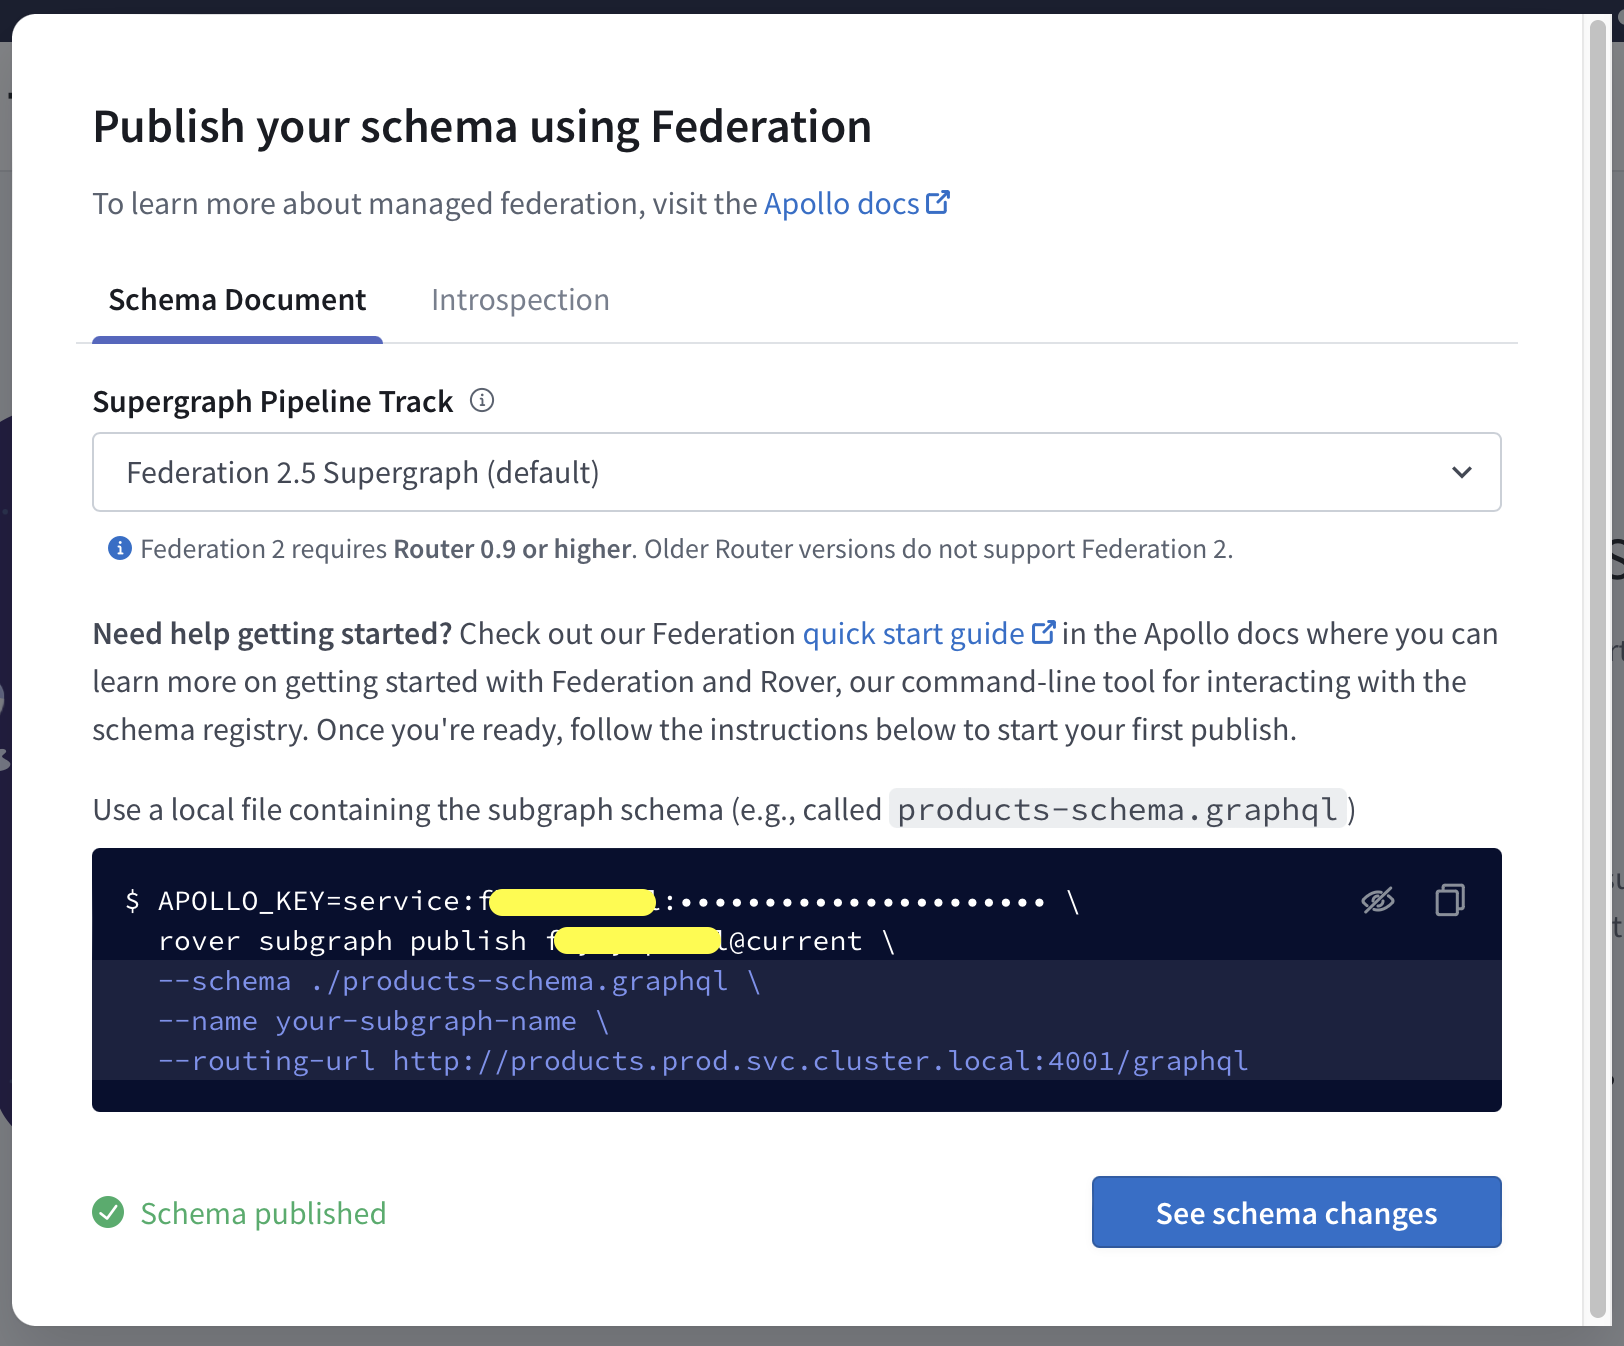 Publish your schema using Federation
To learn more about managed federation, visit the Apollo docs
Schema Document Introspection
Supergraph Pipeline Track
Federation 2.5 Supergraph (default)
Federation 2 requires Router 0.9 or higher. Older Router versions do not support Federation 2.
Need help getting started? Check out our Federation quick start guide in the Apollo docs where you can
learn more on getting started with Federation and Rover, our command-line tool for interacting with the
schema registry. Once you're ready, follow the instructions below to start your first publish.
Use a local file containing the subgraph schema (e.g., called products-schema.graphql)
$ APOLLO_KEY=service:f :•••••••••••••••••••••• \
rover subgraph publish f l@current \
--schema ./products-schema.graphql \
--name your-subgraph-name \
--routing-url http://products.prod.svc.cluster.local:4001/graphql
Schema published
See schema changes